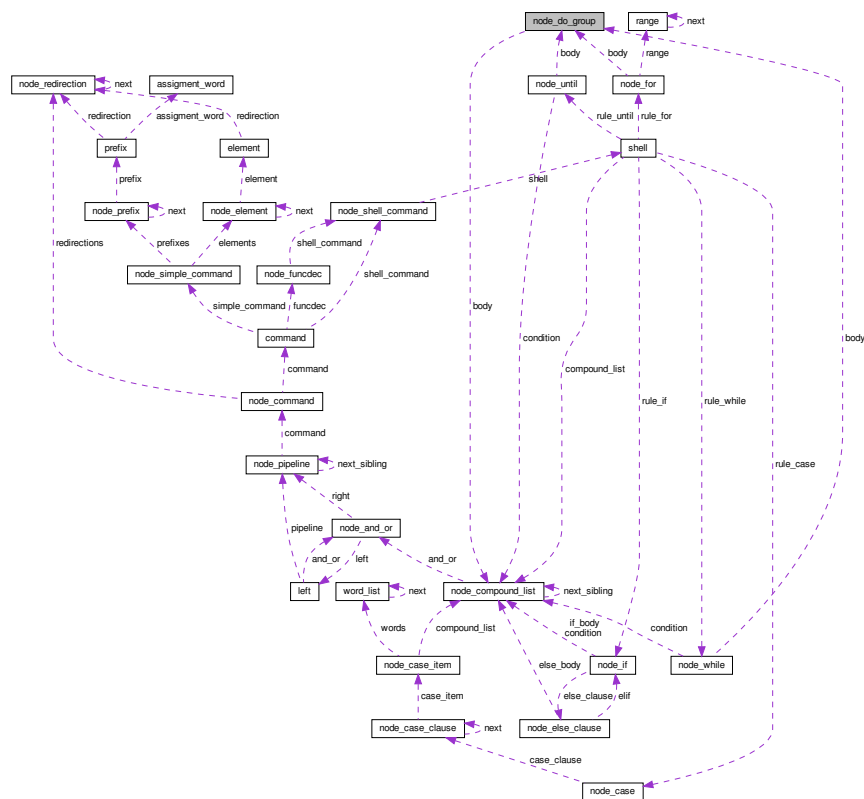 node_do_group
range
next
body
body
range
node_redirection
next
assigment_word
node_until
node_for
redirection
assigment_word
redirection
rule_until
rule_for
prefix
element
shell
prefix
element
node_prefix
next
node_element
next
node_shell_command
shell
redirections
prefixes
elements
shell_command
node_simple_command
node_funcdec
shell_command
simple_command
funcdec
body
condition
command
compound_list
body
command
rule_if
rule_while
node_command
command
rule_case
node_pipeline
next_sibling
right
pipeline
node_and_or
and_or
left
and_or
left
word_list
next
node_compound_list
next_sibling
words
compound_list
if_body
condition
condition
node_case_item
else_body
node_if
node_while
case_item
else_clause
elif
node_case_clause
next
node_else_clause
case_clause
node_case